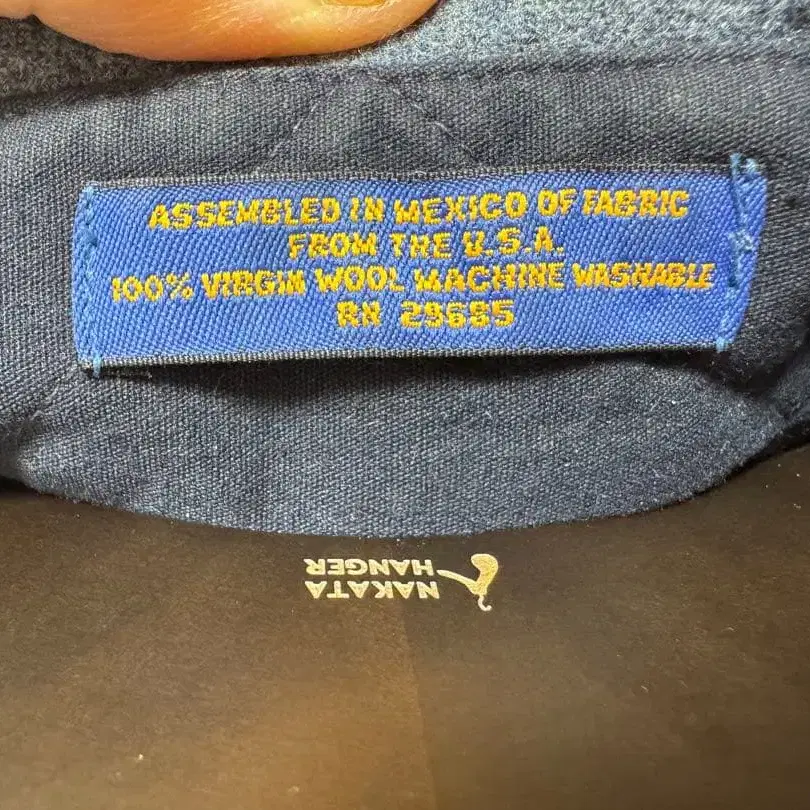 ASSEMBLED IN MEXICO OF FABRIC
FROM THE U.S.A.
100% VIRGIN WOOL MACHINE WASHABLE
RN 29685
NAKATA
HANGER